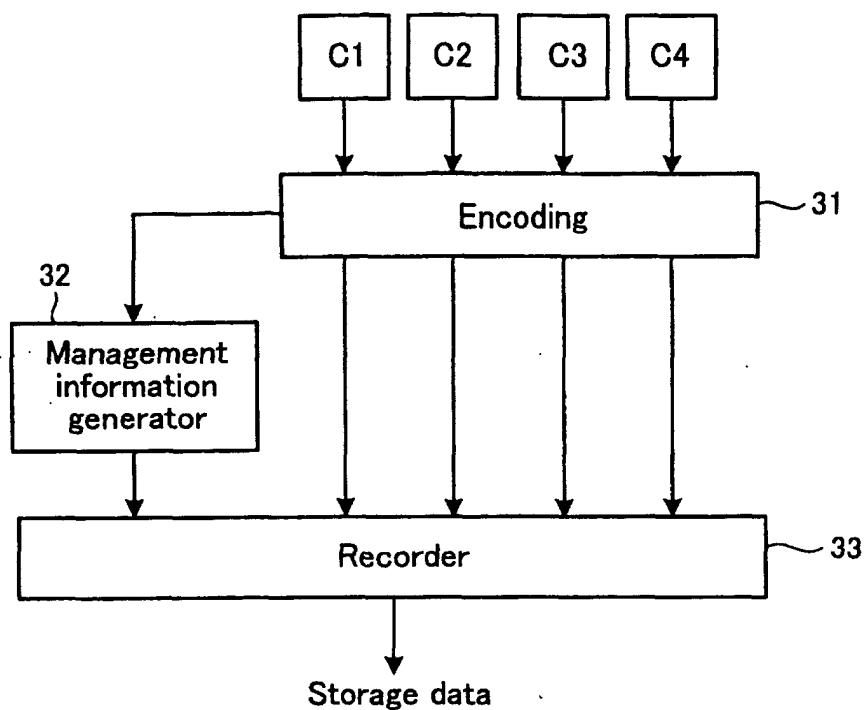 C1
C2
C3
C4
Encoding
31
32
Management
information
generator
Recorder
33
Storage data